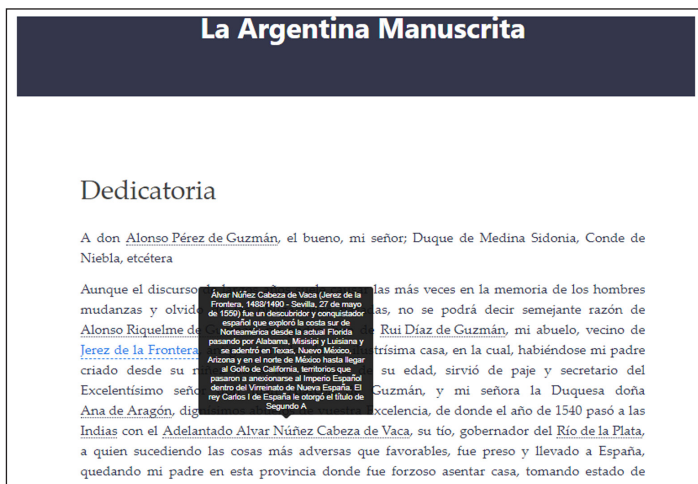 La Argentina Manuscrita
Dedicatoria
A don Alonso Pérez de Guzmán, el bueno, mi señor; Duque de Medina Sidonia, Conde de
Niebla, etcétera
Aunque el discurso las más veces en la memoria de los hombres
mudanzas y olvido no se podrá decir semejante razón de
Alonso Riquelme de Rui Díaz de Guzmán, mi abuelo, vecino de
Jerez de la Frontera, casa, en la cual, habiéndose mi padre
criado desde su su edad, sirvió de paje y secretario del
Excelentísimo Guzmán, y mi señora la Duquesa doña
Ana de Aragón, Excelencia, de donde el año de 1540 pasó a las
Indias con el Adelantado Alvar Núñez Cabeza de Vaca, su tío, gobernador del Río de la Plata,
a quien sucediendo las cosas más adversas que favorables, fue preso y llevado a España,
quedando mi padre en esta provincia donde fue forzoso asentar casa, tomando estado de
Álvar Núñez Cabeza de Vaca (Jerez de la
Frontera, 1488/1490 - Sevilla, 27 de mayo
de 1559) fue un descubridor y conquistador
español que exploró la costa sur de
Norteamérica desde la actual Florida
pasando por Alabama, Misisipi y Luisiana y
se adentró en Texas, Nuevo México,
Arizona y en el norte de México hasta llegar
al Golfo de California, territorios que
pasaron a anexionarse al Imperio Español
dentro del Virreinato de Nueva España. El
rey Carlos I de España le otorgó el título de
Segundo A